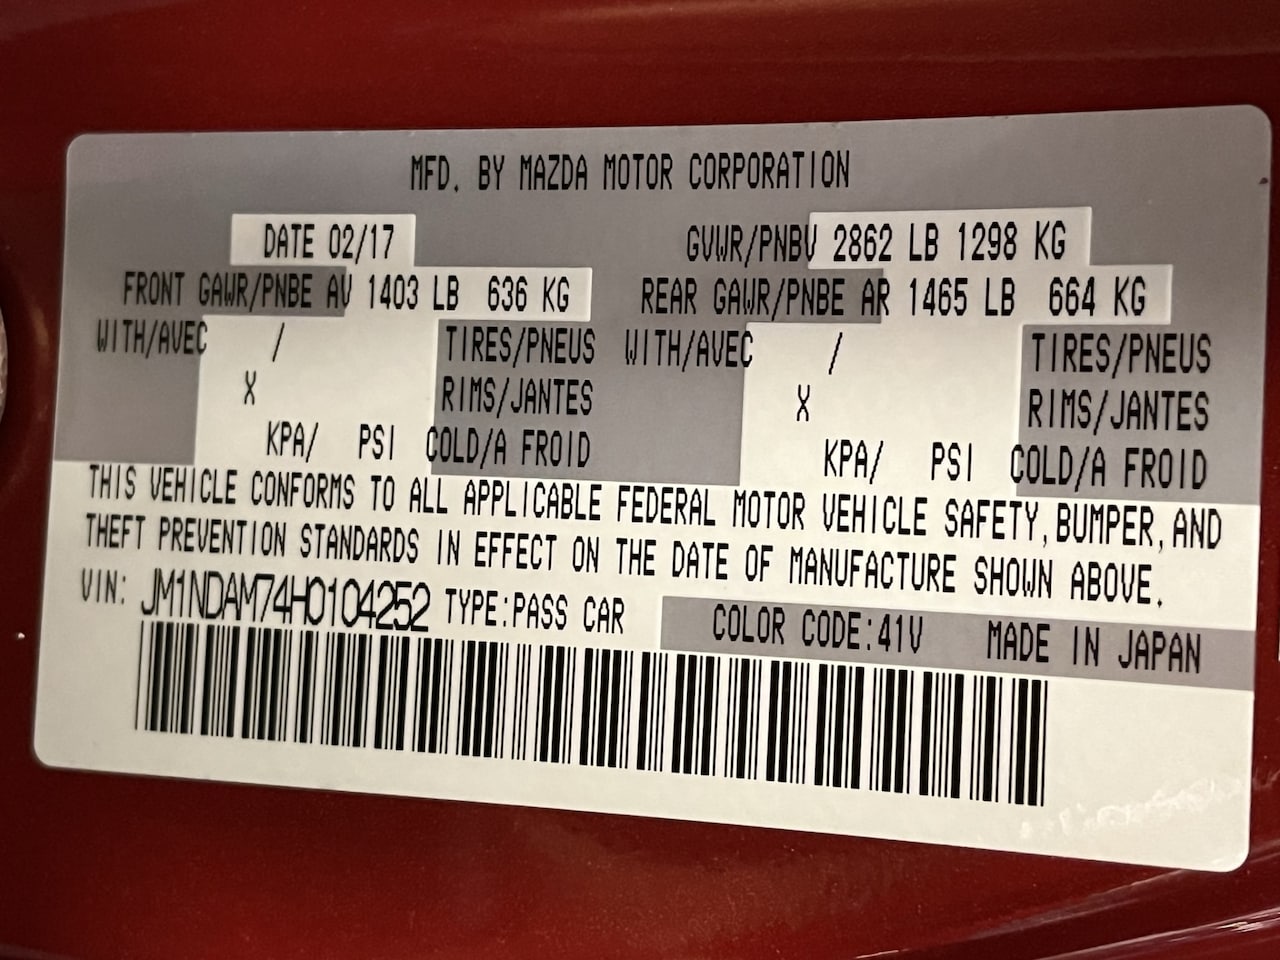 MFD. BY MAZDA MOTOR CORPORATION
DATE 02/17 GVWR/PNBV 2862 LB 1298 KG
FRONT GAWR/PNBE AV 1403 LB 636 KG REAR GAWR/PNBE AR 1465 LB 664 KG
WITH/AVEC / TIRES/PNEUS WITH/AVEC / TIRES/PNEUS
X RIMS/JANTES X RIMS/JANTES
KPA/ PSI COLD/A FROID KPA/ PSI COLD/A FROID
THIS VEHICLE CONFORMS TO ALL APPLICABLE FEDERAL MOTOR VEHICLE SAFETY, BUMPER, AND
THEFT PREVENTION STANDARDS IN EFFECT ON THE DATE OF MANUFACTURE SHOWN ABOVE.
VIN: JM1NDAM74H0104252 TYPE:PASS CAR COLOR CODE:41V MADE IN JAPAN